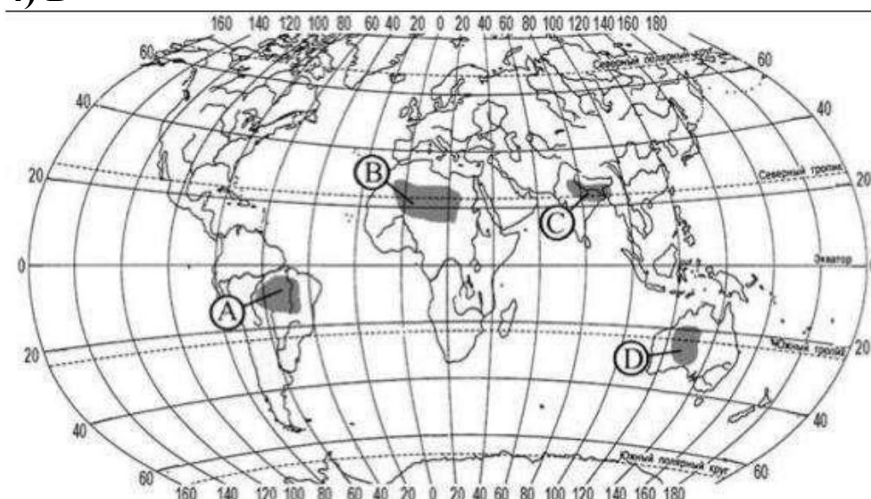 160 140 120 100 80 60 40 20 0 20 40 60 80 100 120 140 160 180
60 Северный полярный круг 60
40 40
B
Северный тропик
20 20
C
0 Экватор 0
A
D
Южный тропик
20 20
40 40
Южный полярный круг
60 60
160 140 120 100 80 60 40 20 0 20 40 60 80 100 120 140 160 180